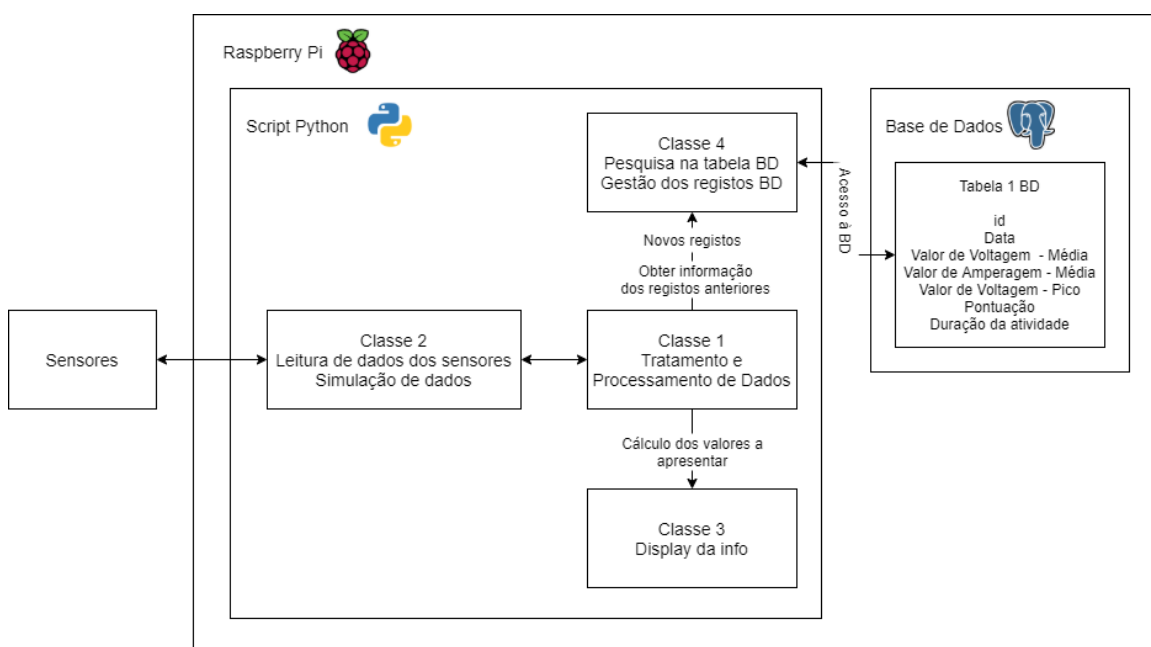 Raspberry Pi
Script Python
Classe 4
Pesquisa na tabela BD
Gestão dos registos BD
Base de Dados
Tabela 1 BD
id
Data
Valor de Voltagem - Média
Valor de Amperagem - Média
Valor de Voltagem - Pico
Pontuação
Duração da atividade
Acesso à BD
Novos registos
Obter informação
dos registos anteriores
Sensores
Classe 2
Leitura de dados dos sensores
Simulação de dados
Classe 1
Tratamento e
Processamento de Dados
Cálculo dos valores a
apresentar
Classe 3
Display da info